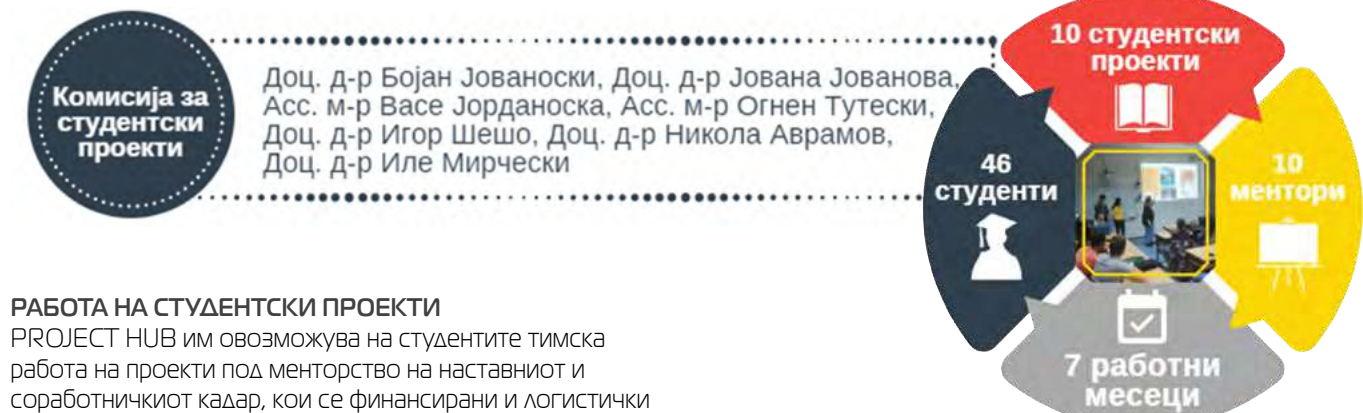 Комисија за
студентски
проекти
Доц. д-р Бојан Јованоски, Доц. д-р Јована Јованова,
Асс. м-р Васе Јорданоска, Асс. м-р Огнен Тутески,
Доц. д-р Игор Шешо, Доц. д-р Никола Аврамов,
Доц. д-р Иле Мирчески
10 студентски
проекти
46
студенти
10
ментори
7 работни
месеци
РАБОТА НА СТУДЕНТСКИ ПРОЕКТИ
PROJECT HUB им овозможува на студентите тимска
работа на проекти под менторство на наставниот и
соработничкиот кадар, кои се финансирани и логистички